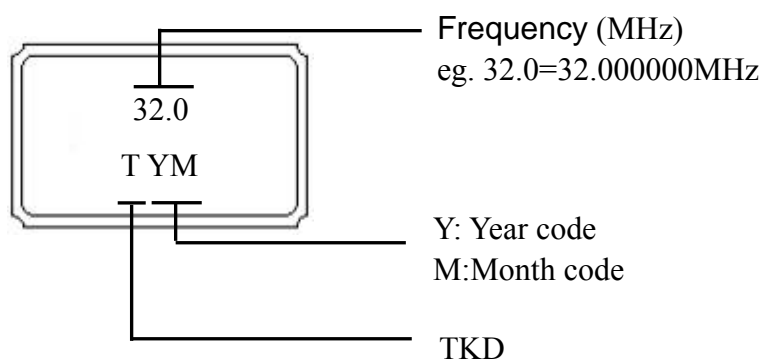 Frequency (MHz)
eg. 32.0=32.000000MHz
32.0
T YM
Y: Year code
M:Month code
TKD